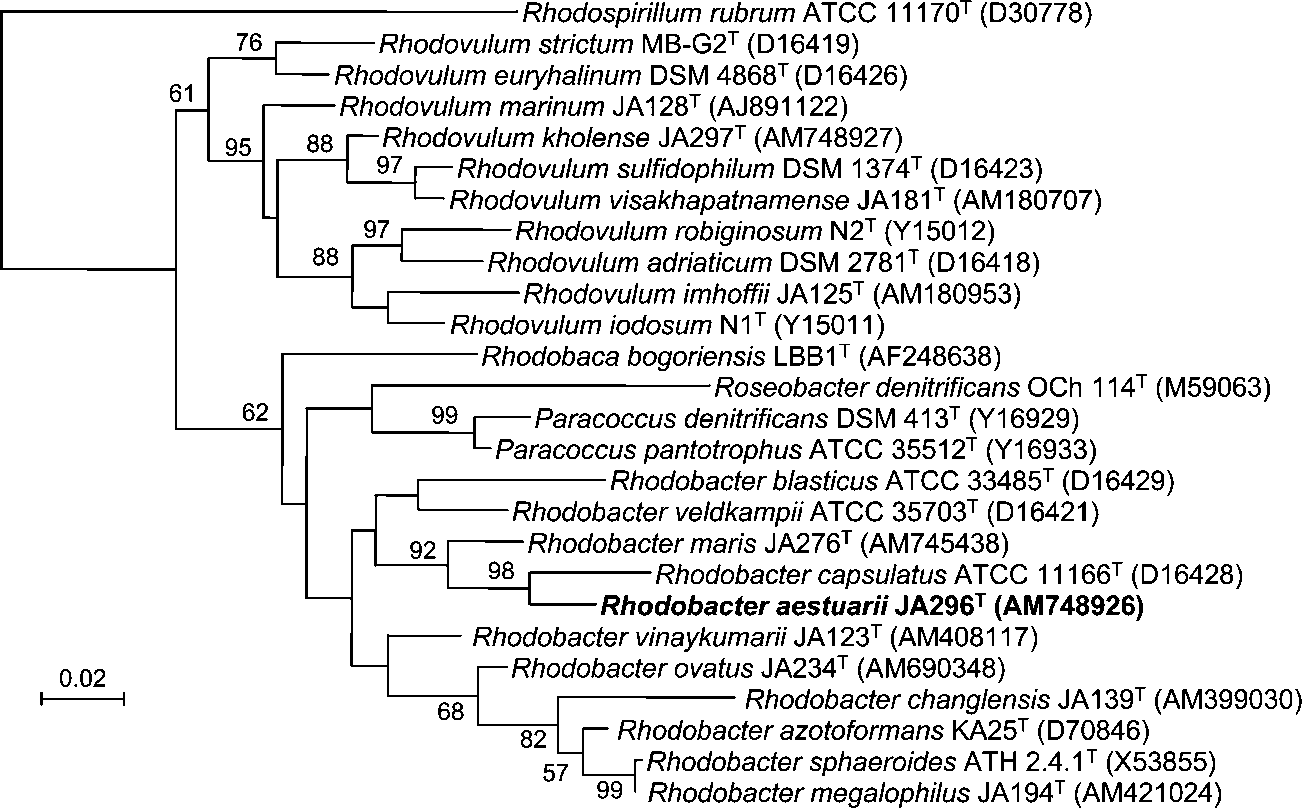 Rhodospirillum rubrum ATCC 11170ᵀ (D30778)
76
Rhodovulum strictum MB-G2ᵀ (D16419)
Rhodovulum euryhalinum DSM 4868ᵀ (D16426)
61
Rhodovulum marinum JA128ᵀ (AJ891122)
95
88
Rhodovulum kholense JA297ᵀ (AM748927)
97
Rhodovulum sulfidophilum DSM 1374ᵀ (D16423)
Rhodovulum visakhapatnamense JA181ᵀ (AM180707)
97
Rhodovulum robiginosum N2ᵀ (Y15012)
88
Rhodovulum adriaticum DSM 2781ᵀ (D16418)
Rhodovulum imhoffii JA125ᵀ (AM180953)
Rhodovulum iodosum N1ᵀ (Y15011)
Rhodobaca bogoriensis LBB1ᵀ (AF248638)
Roseobacter denitrificans OCh 114ᵀ (M59063)
62
99
Paracoccus denitrificans DSM 413ᵀ (Y16929)
Paracoccus pantotrophus ATCC 35512ᵀ (Y16933)
Rhodobacter blasticus ATCC 33485ᵀ (D16429)
Rhodobacter veldkampii ATCC 35703ᵀ (D16421)
92
Rhodobacter maris JA276ᵀ (AM745438)
98
Rhodobacter capsulatus ATCC 11166ᵀ (D16428)
Rhodobacter aestuarii JA296ᵀ (AM748926)
Rhodobacter vinaykumarii JA123ᵀ (AM408117)
Rhodobacter ovatus JA234ᵀ (AM690348)
0.02
68
Rhodobacter changlensis JA139ᵀ (AM399030)
82
Rhodobacter azotoformans KA25ᵀ (D70846)
57
Rhodobacter sphaeroides ATH 2.4.1ᵀ (X53855)
99
Rhodobacter megalophilus JA194ᵀ (AM421024)